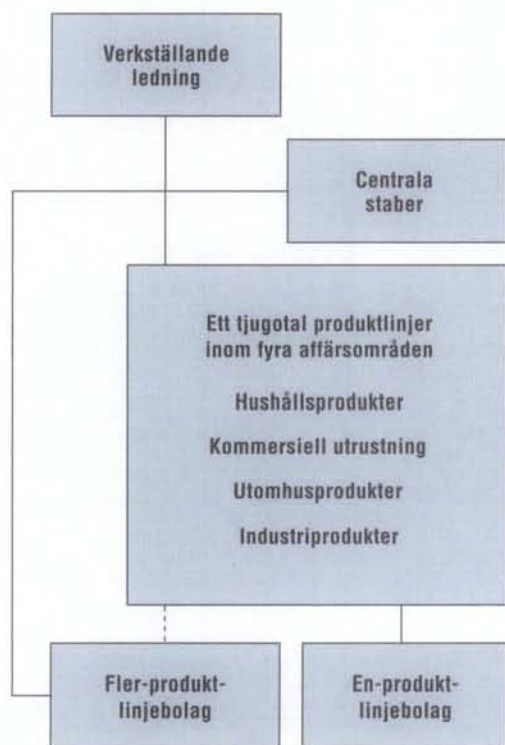 Verkställande
ledning
Centrala
staber
Ett tjugotal produktlinjer
inom fyra affärsområden
Hushållsprodukter
Kommersiell utrustning
Utomhusprodukter
Industriprodukter
Fler-produkt-
linjebolag
En-produkt-
linjebolag